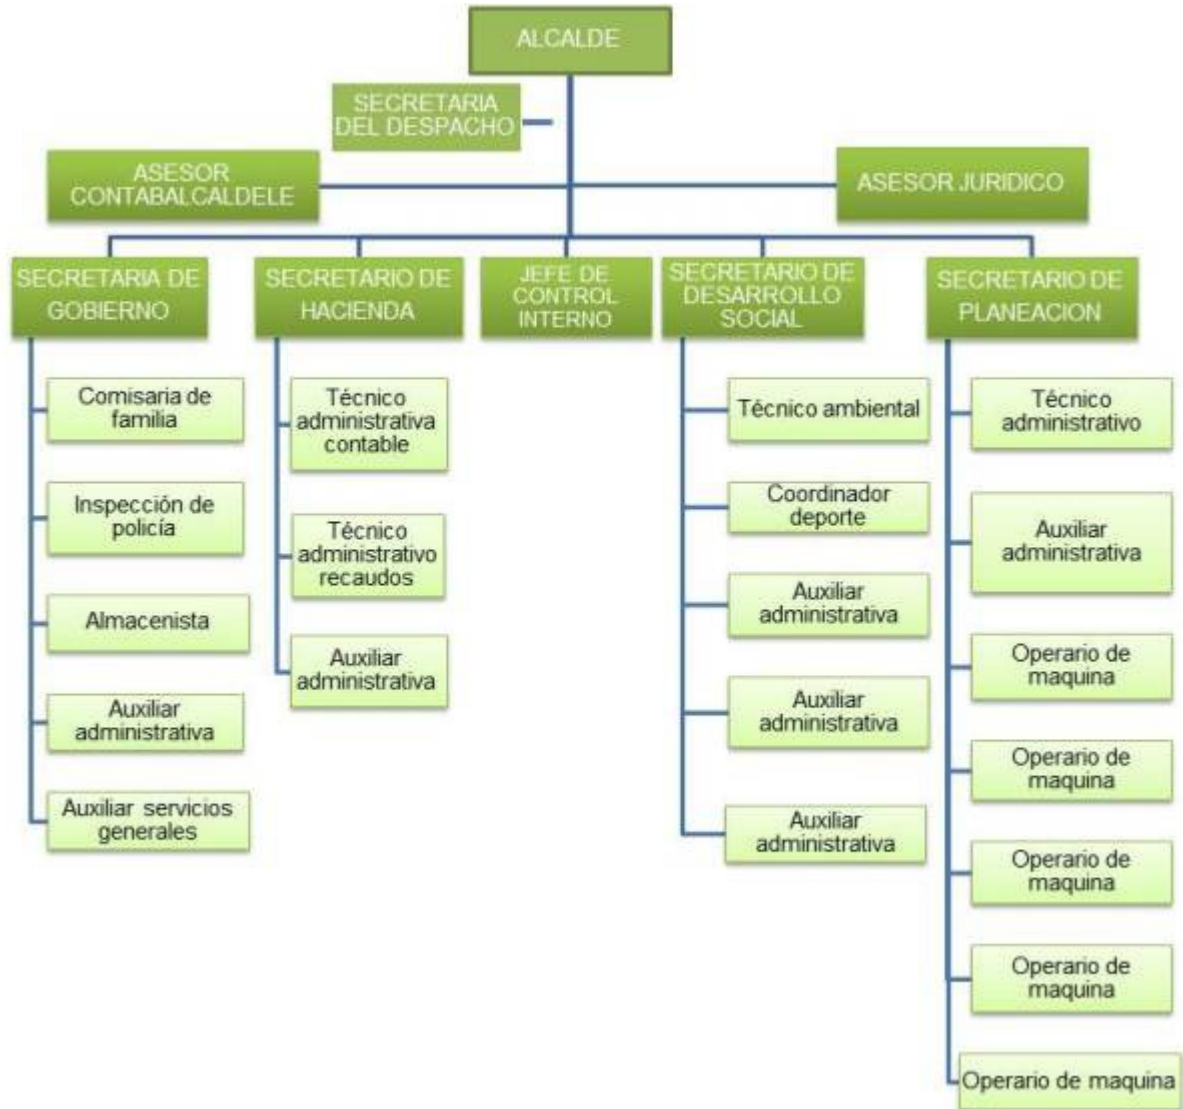 ALCALDE
SECRETARIA
DEL DESPACHO
ASESOR
CONTABALCALDELE
ASESOR JURIDICO
SECRETARIA DE
GOBIERNO
SECRETARIO DE
HACIENDA
JEFE DE
CONTROL
INTERNO
SECRETARIO DE
DESARROLLO
SOCIAL
SECRETARIO DE
PLANEACION
Comisaria de
familia
Inspección de
policía
Almacenista
Auxiliar
administrativa
Auxiliar servicios
generales
Técnico
administrativa
contable
Técnico
administrativo
recaudos
Auxiliar
administrativa
Técnico ambiental
Coordinador
deporte
Auxiliar
administrativa
Auxiliar
administrativa
Auxiliar
administrativa
Técnico
administrativo
Auxiliar
administrativa
Operario de
maquina
Operario de
maquina
Operario de
maquina
Operario de
maquina
Operario de maquina